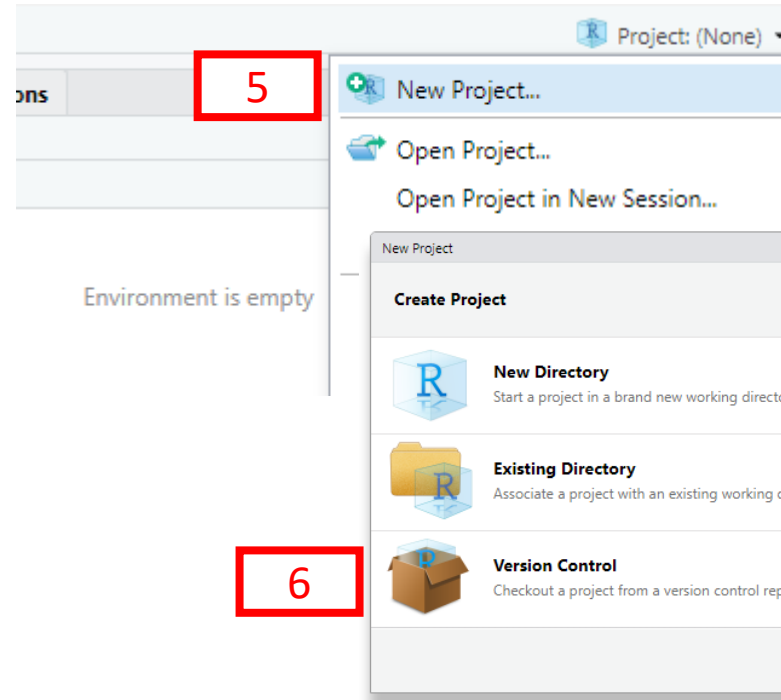 Project: (None)
5
New Project...
ons
Open Project...
Open Project in New Session...
New Project
Environment is empty
Create Project
R
New Directory
Start a project in a brand new working directo
R
Existing Directory
Associate a project with an existing working
6
Version Control
Checkout a project from a version control rep